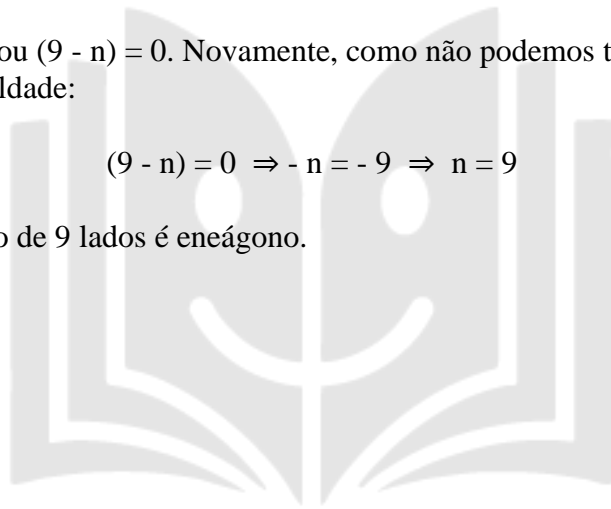 ou (9 - n) = 0. Novamente, como não podemos t
ldade:
(9 - n) = 0 ⇒ - n = - 9 ⇒ n = 9
o de 9 lados é eneágono.